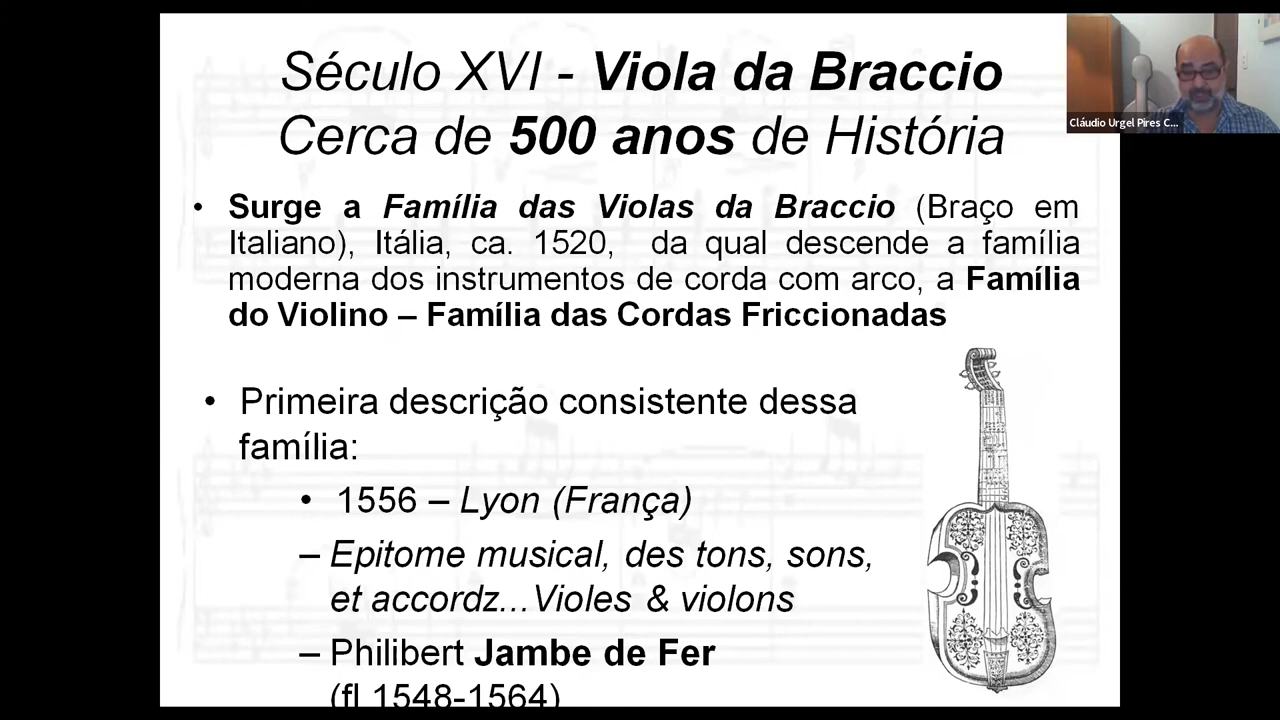 Século XVI - Viola da Braccio
Cerca de 500 anos de História
Cláudio Urgel Pires C...
• Surge a Família das Violas da Braccio (Braço em
Italiano), Itália, ca. 1520, da qual descende a família
moderna dos instrumentos de corda com arco, a Família
do Violino – Família das Cordas Friccionadas
• Primeira descrição consistente dessa
família:
• 1556 – Lyon (França)
– Epitome musical, des tons, sons,
et accordz...Violes & violons
– Philibert Jambe de Fer
(fl 1548-1564)